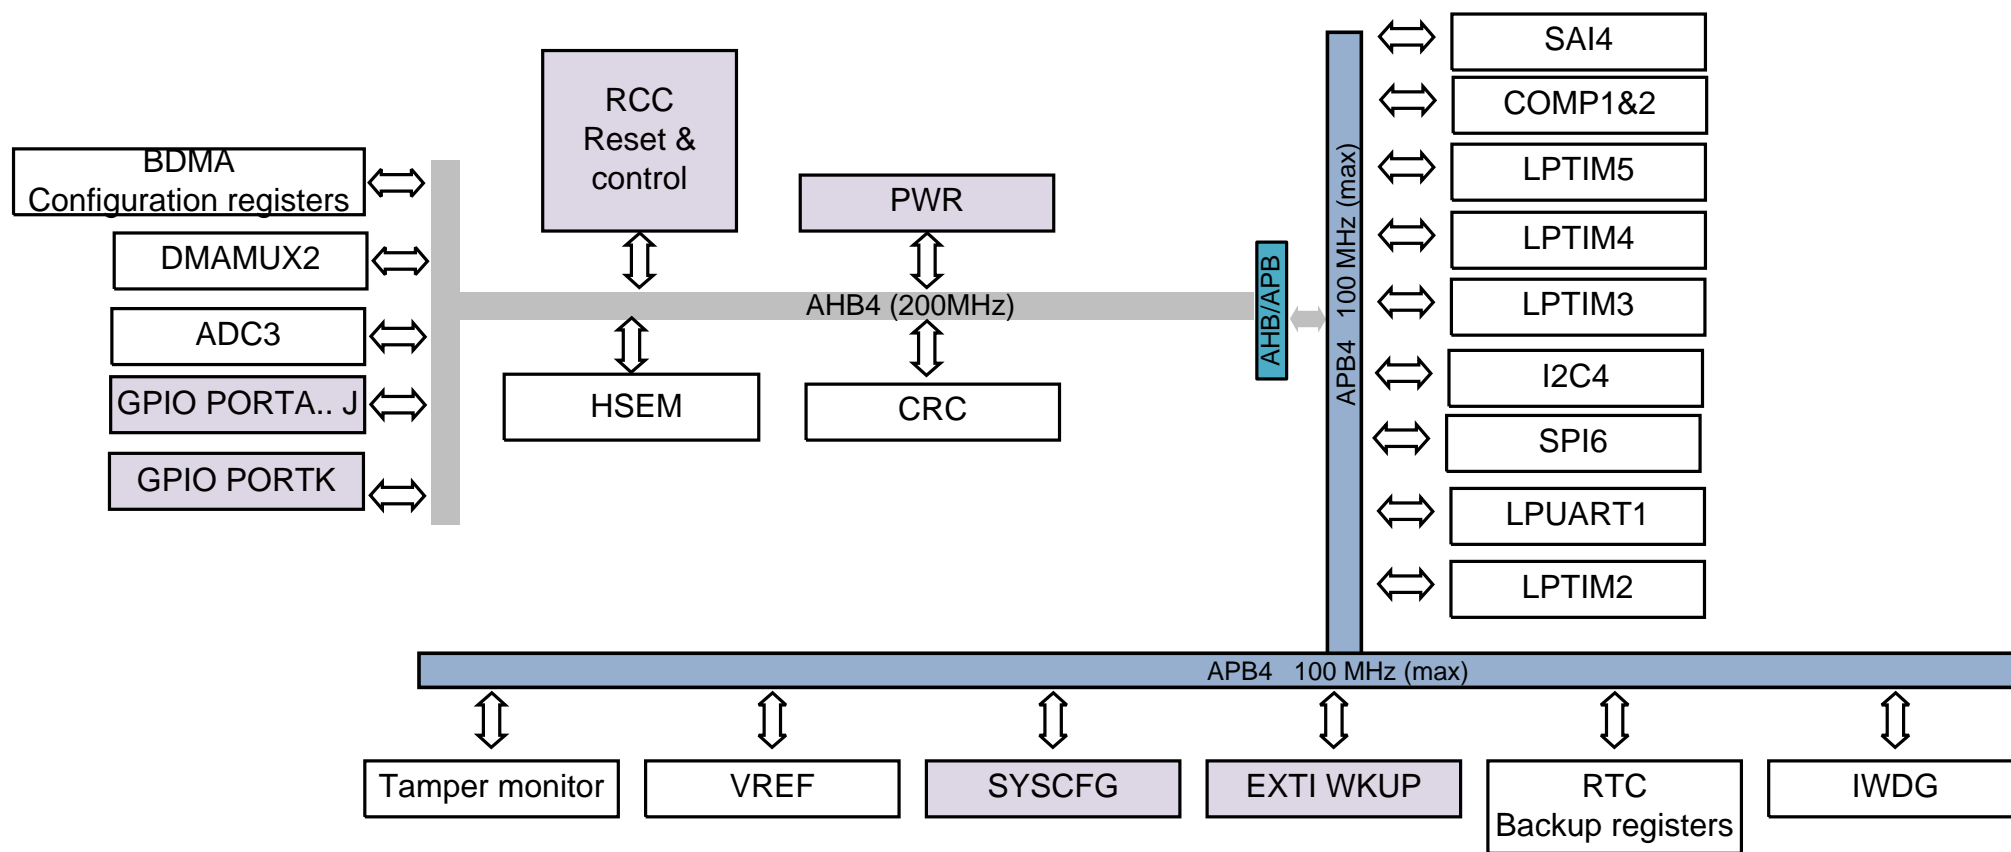 RCC
Reset &
control
PWR
BDMA
Configuration registers
DMAMUX2
ADC3
GPIO PORTA.. J
GPIO PORTK
AHB4 (200MHz)
HSEM
CRC
AHB/APB
APB4 100 MHz (max)
SAI4
COMP1&2
LPTIM5
LPTIM4
LPTIM3
I2C4
SPI6
LPUART1
LPTIM2
APB4 100 MHz (max)
Tamper monitor
VREF
SYSCFG
EXTI WKUP
RTC
Backup registers
IWDG